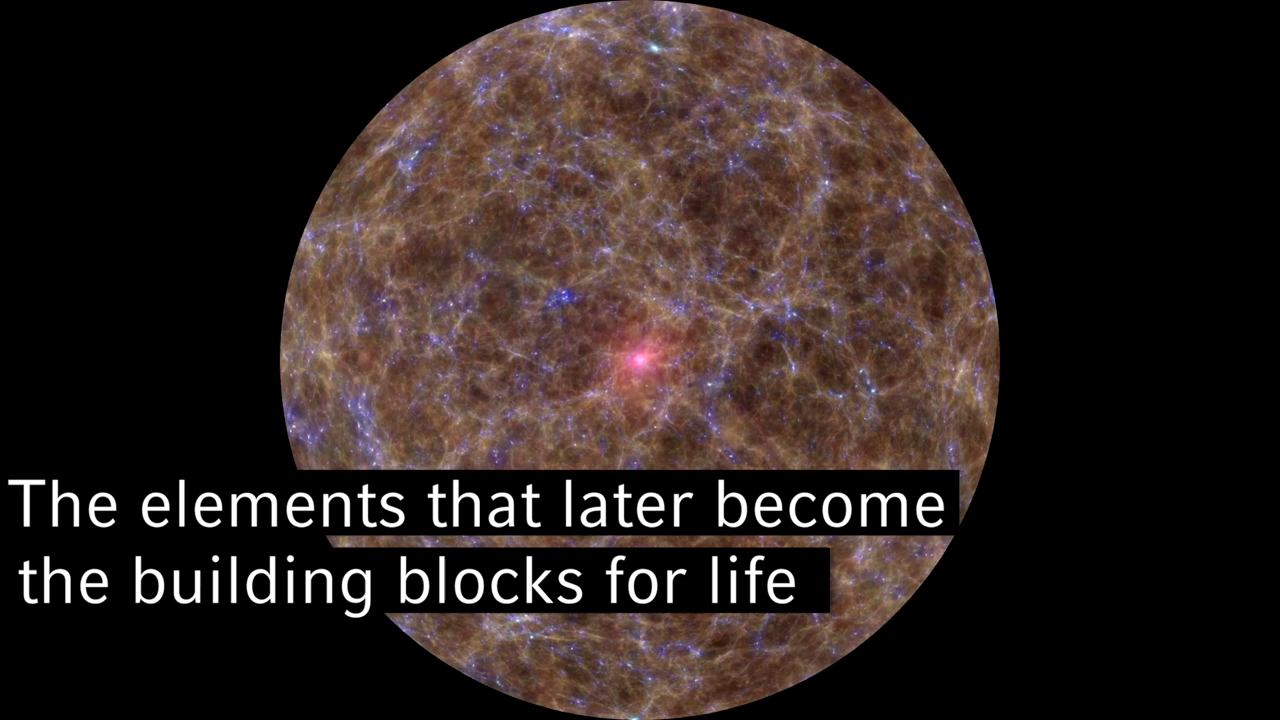 The elements that later become
the building blocks for life